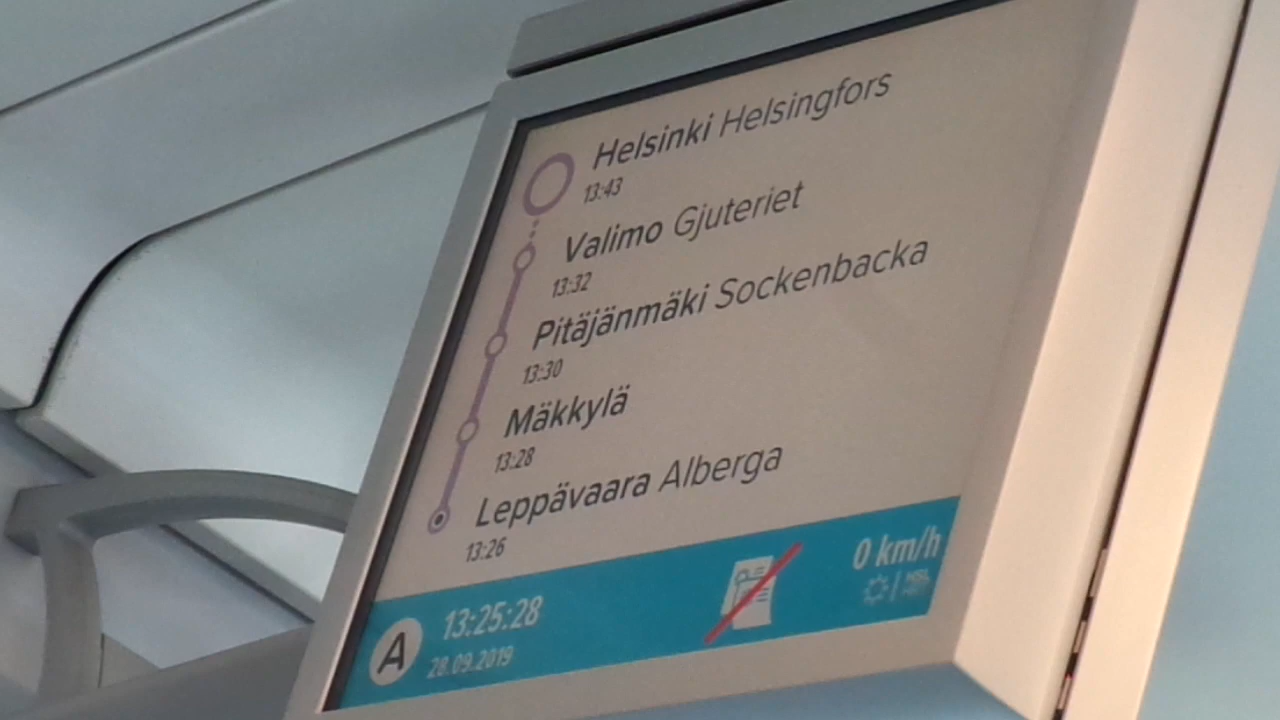 Helsinki Helsingfors
13:43
Valimo Gjuteriet
13:32
Pitäjänmäki Sockenbacka
13:30
Mäkkylä
13:28
Leppävaara Alberga
13:26
A 13:25:28 0 km/h
28.09.2019